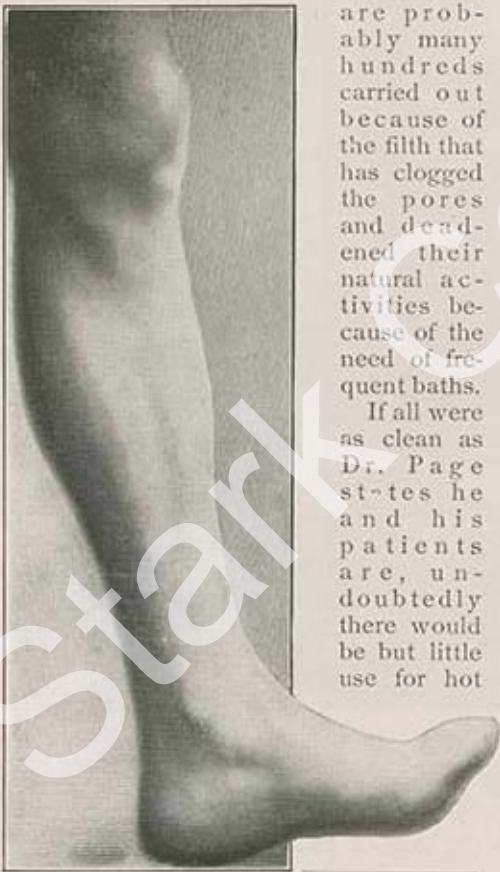 are prob-
ably many
hundreds
carried out
because of
the filth that
has clogged
the pores
and dead-
ened their
natural ac-
tivities be-
cause of the
need of fre-
quent baths.
If all were
as clean as
Dr. Page
states he
and his
patients
are, un-
doubtedly
there would
be but little
use for hot
Stark